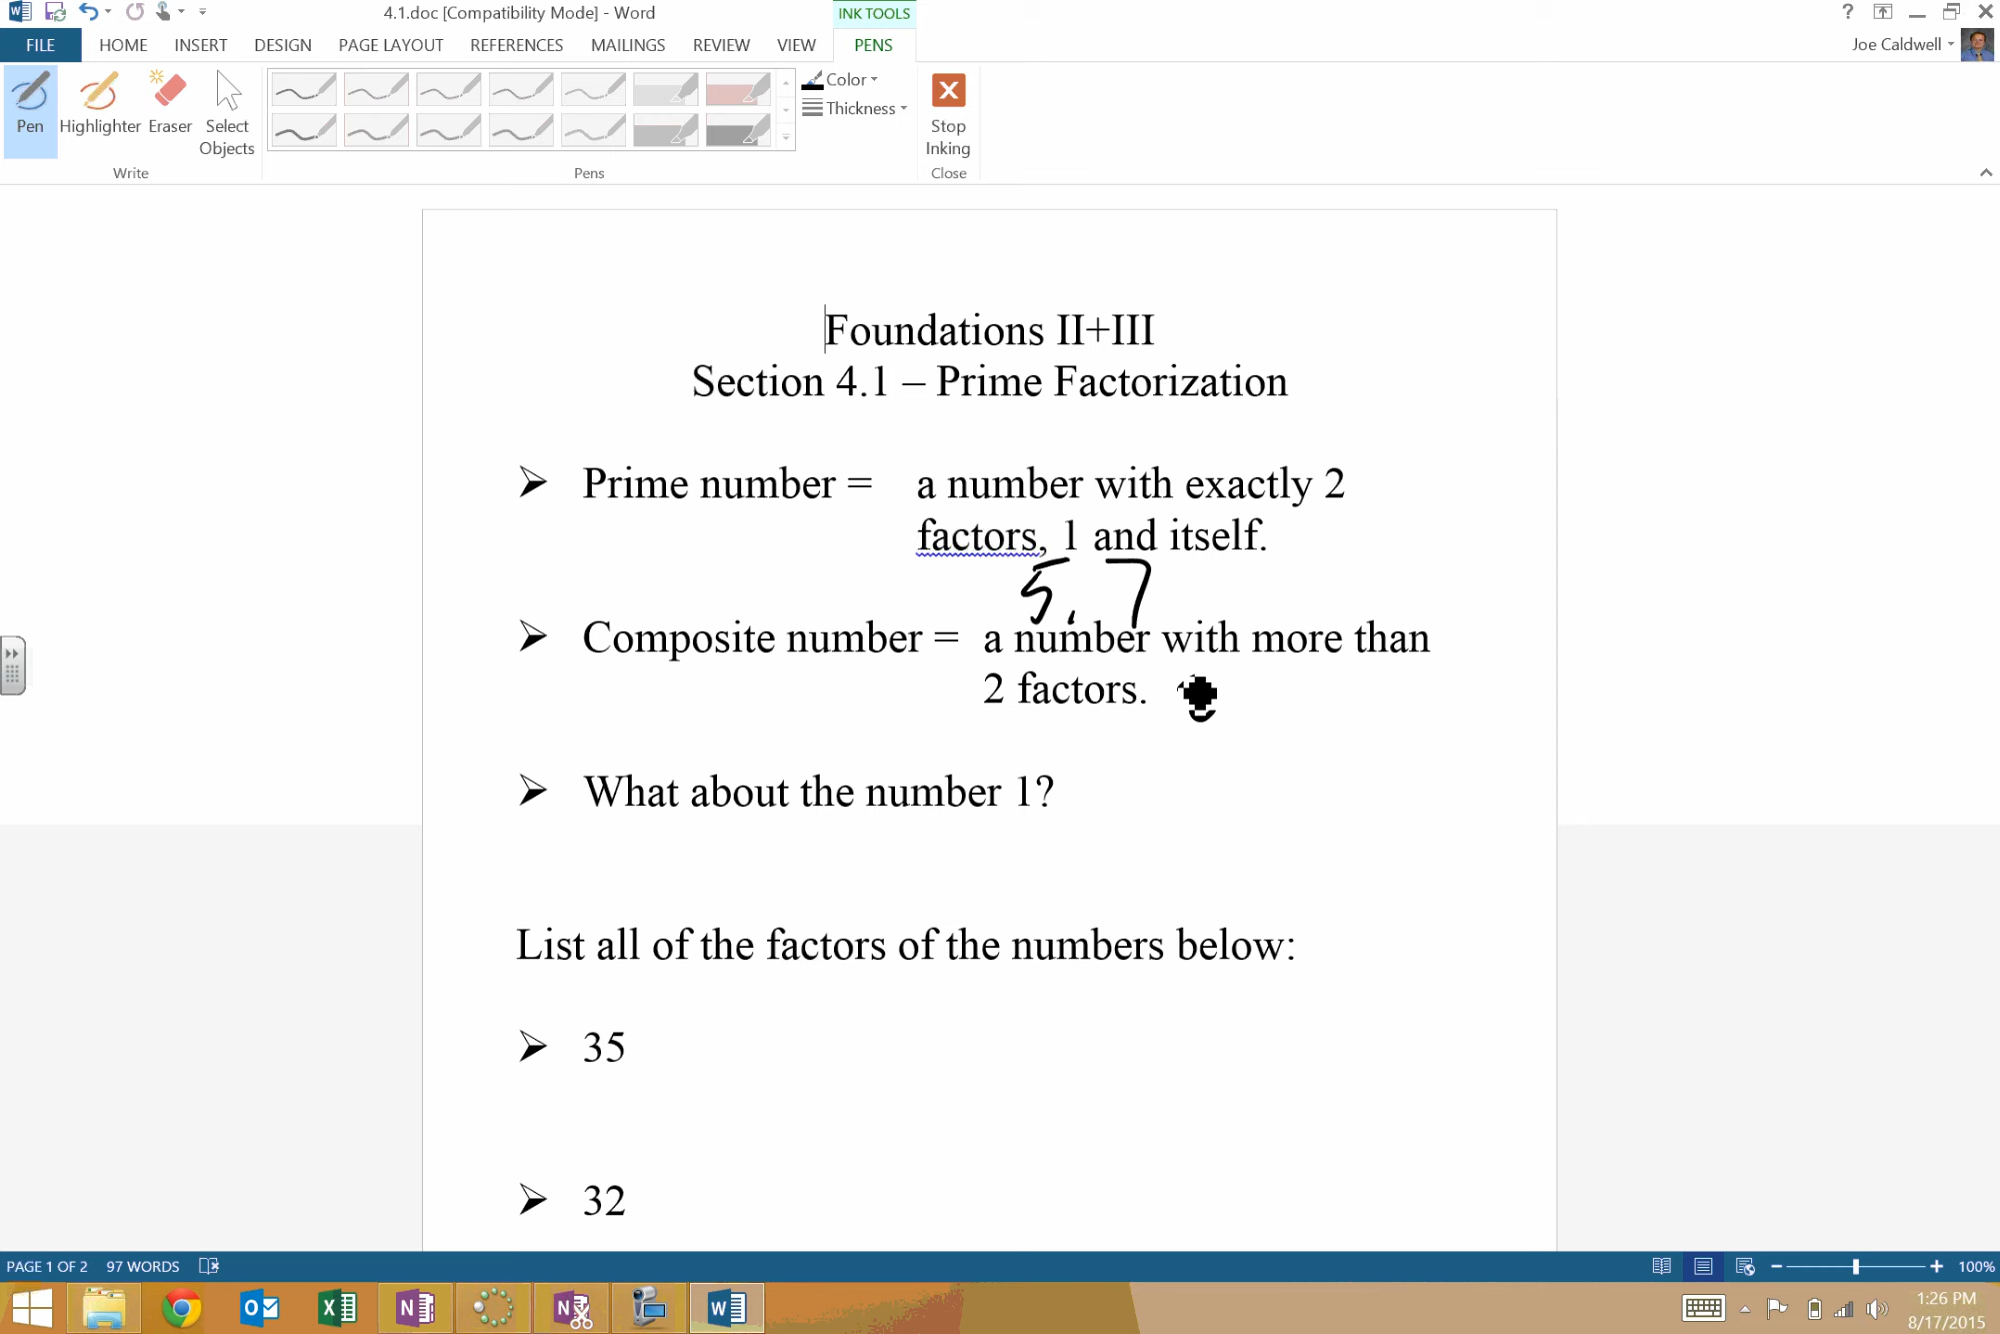 4.1.doc [Compatibility Mode] - Word
INK TOOLS
?
FILE
HOME
INSERT
DESIGN
PAGE LAYOUT
REFERENCES
MAILINGS
REVIEW
VIEW
PENS
Joe Caldwell
Pen
Highlighter
Eraser
Select
Objects
Color
Thickness
Stop
Inking
Write
Pens
Close
Foundations II+III
Section 4.1 – Prime Factorization
➢ Prime number = a number with exactly 2
factors, 1 and itself.
5, 7
➢ Composite number = a number with more than
2 factors.
➢ What about the number 1?
List all of the factors of the numbers below:
➢ 35
➢ 32
PAGE 1 OF 2 97 WORDS
100%
1:26 PM
8/17/2015